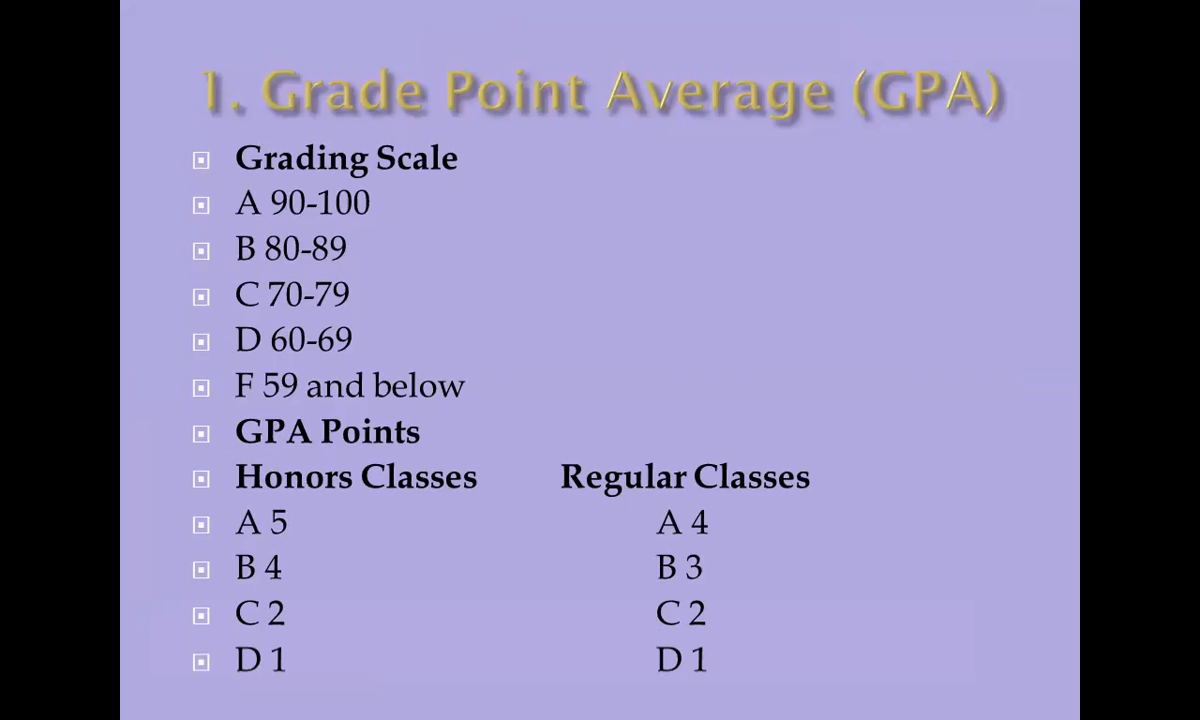 1. Grade Point Average (GPA)
Grading Scale
A 90-100
B 80-89
C 70-79
D 60-69
F 59 and below
GPA Points
Honors Classes Regular Classes
A 5 A 4
B 4 B 3
C 2 C 2
D 1 D 1